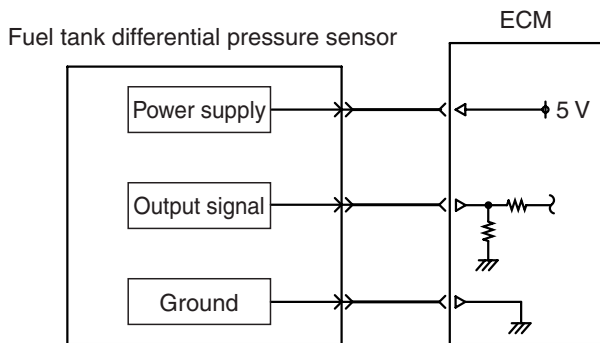 ECM
Fuel tank differential pressure sensor
Power supply
5 V
Output signal
Ground